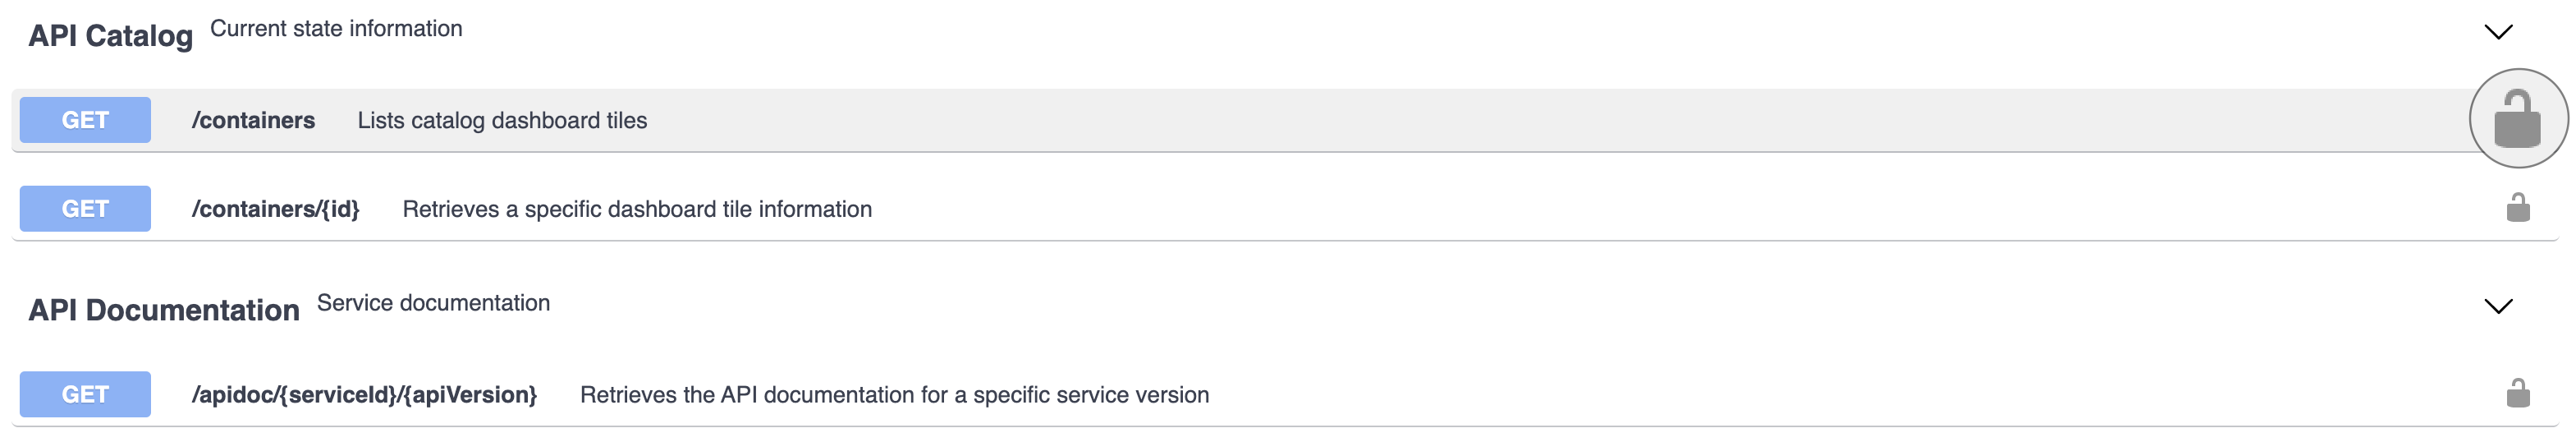 API Catalog Current state information
GET /containers Lists catalog dashboard tiles
GET /containers/{id} Retrieves a specific dashboard tile information
API Documentation Service documentation
GET /apidoc/{serviceId}/{apiVersion} Retrieves the API documentation for a specific service version